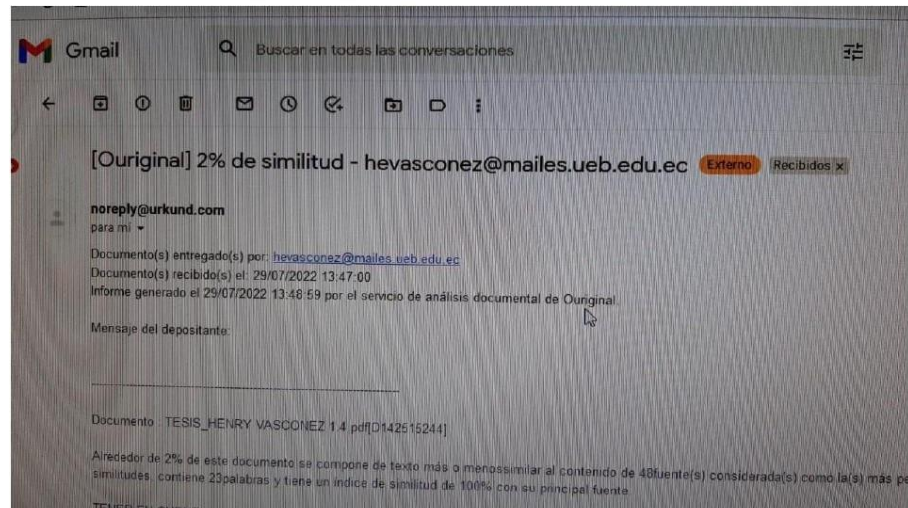 Gmail
Buscar en todas las conversaciones
[Ouriginal] 2% de similitud - hevasconez@mailes.ueb.edu.ec Externo Recibidos x
noreply@urkund.com
para mi
Documento(s) entregado(s) por: hevasconez@mailes.ueb.edu.ec
Documento(s) recibido(s) el: 29/07/2022 13:47:00
Informe generado el 29/07/2022 13:48:59 por el servicio de análisis documental de Ouriginal.
Mensaje del depositante:
Documento : TESIS_HENRY VASCONEZ 1.4.pdf[D142515244]
Alrededor de 2% de este documento se compone de texto más o menossimilar al contenido de 48fuente(s) considerada(s) como la(s) más pe
similitudes, contiene 23palabras y tiene un índice de similitud de 100% con su principal fuente.